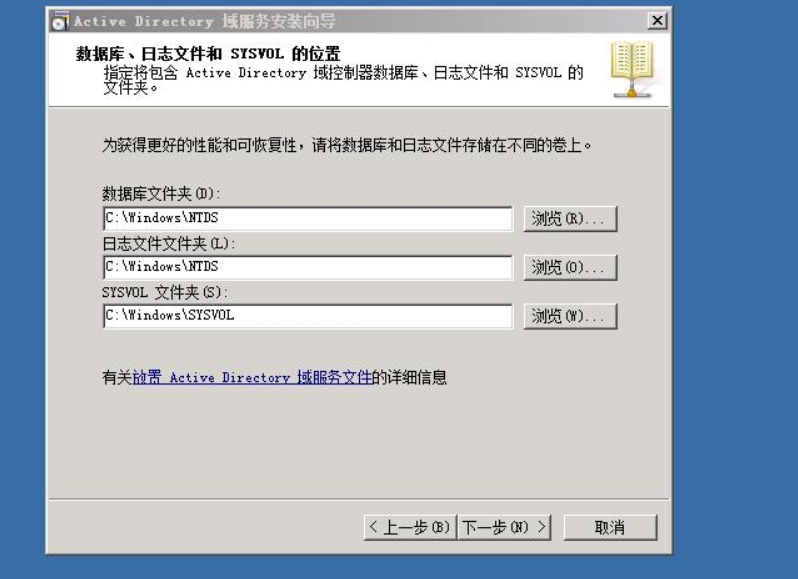 Active Directory 域服务安装向导
数据库、日志文件和 SYSVOL 的位置
指定将包含 Active Directory 域控制器数据库、日志文件和 SYSVOL 的
文件夹。
为获得更好的性能和可恢复性，请将数据库和日志文件存储在不同的卷上。
数据库文件夹(D):
C:\Windows\NTDS 浏览(R)...
日志文件文件夹(L):
C:\Windows\NTDS 浏览(O)...
SYSVOL 文件夹(S):
C:\Windows\SYSVOL 浏览(W)...
有关放置 Active Directory 域服务文件的详细信息
< 上一步(B) 下一步(N) > 取消